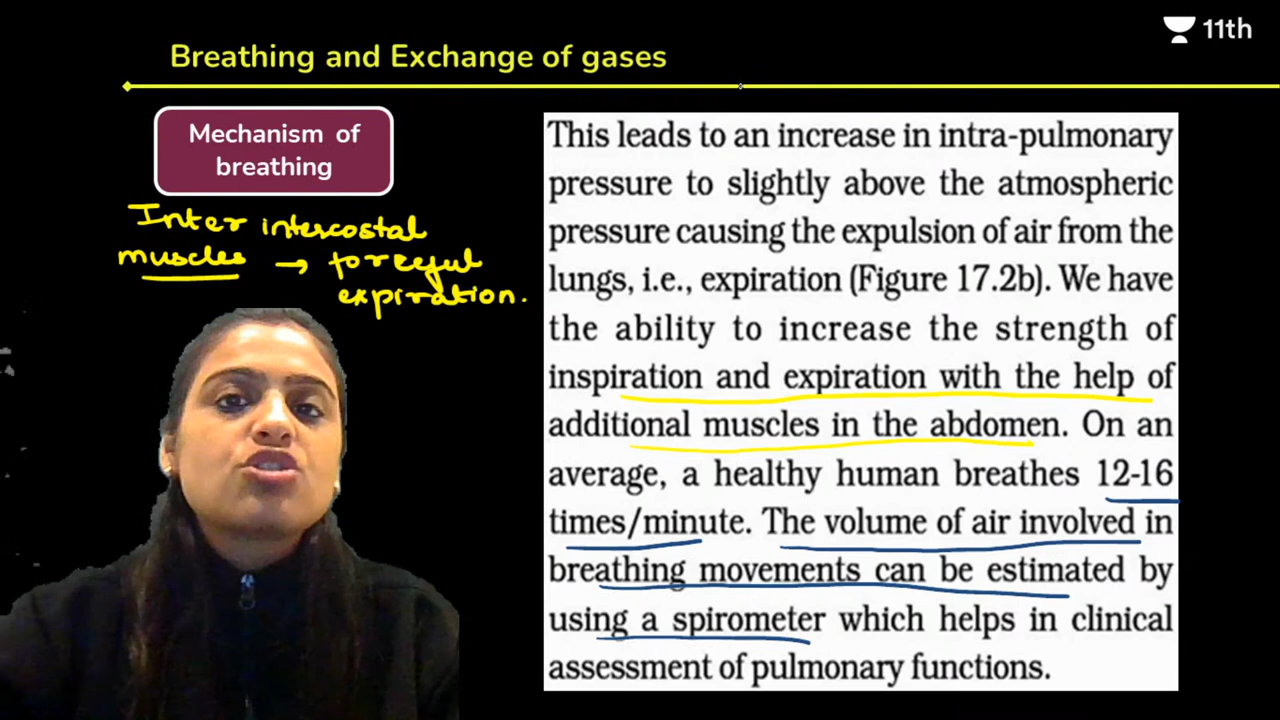 11th
Breathing and Exchange of gases
Mechanism of
breathing
Inter intercostal
muscles → forceful
expiration.
This leads to an increase in intra-pulmonary
pressure to slightly above the atmospheric
pressure causing the expulsion of air from the
lungs, i.e., expiration (Figure 17.2b). We have
the ability to increase the strength of
inspiration and expiration with the help of
additional muscles in the abdomen. On an
average, a healthy human breathes 12-16
times/minute. The volume of air involved in
breathing movements can be estimated by
using a spirometer which helps in clinical
assessment of pulmonary functions.